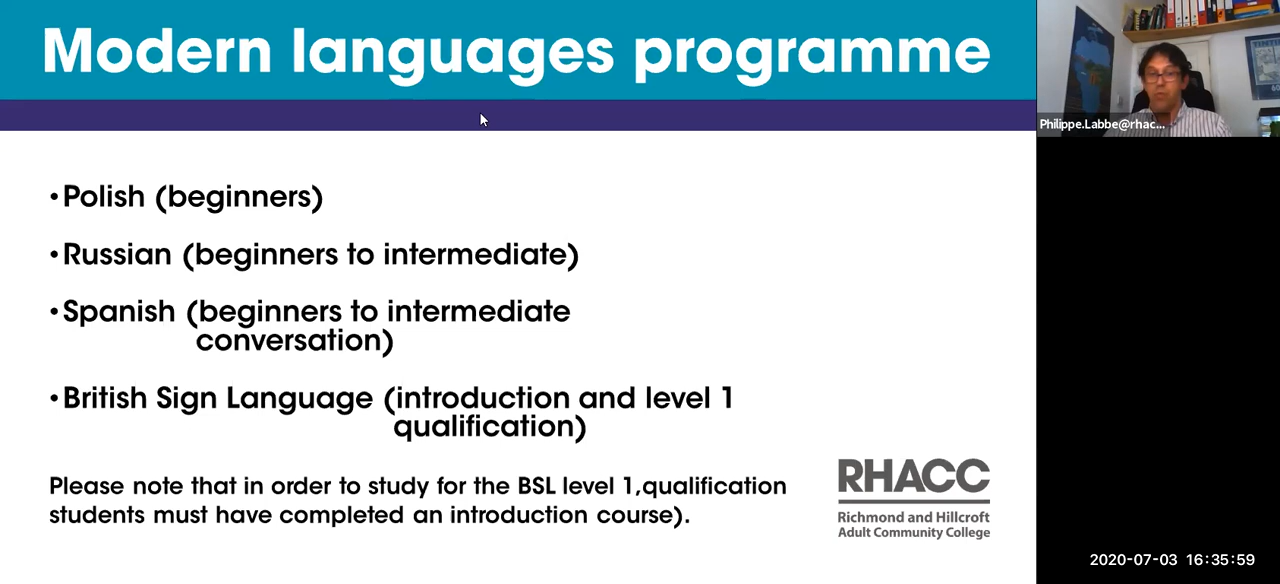 Modern languages programme
Philippe.Labbe@rhac...
•Polish (beginners)
•Russian (beginners to intermediate)
•Spanish (beginners to intermediate
conversation)
•British Sign Language (introduction and level 1
qualification)
Please note that in order to study for the BSL level 1,qualification
students must have completed an introduction course).
RHACC
Richmond and Hillcroft
Adult Community College
2020-07-03 16:35:59